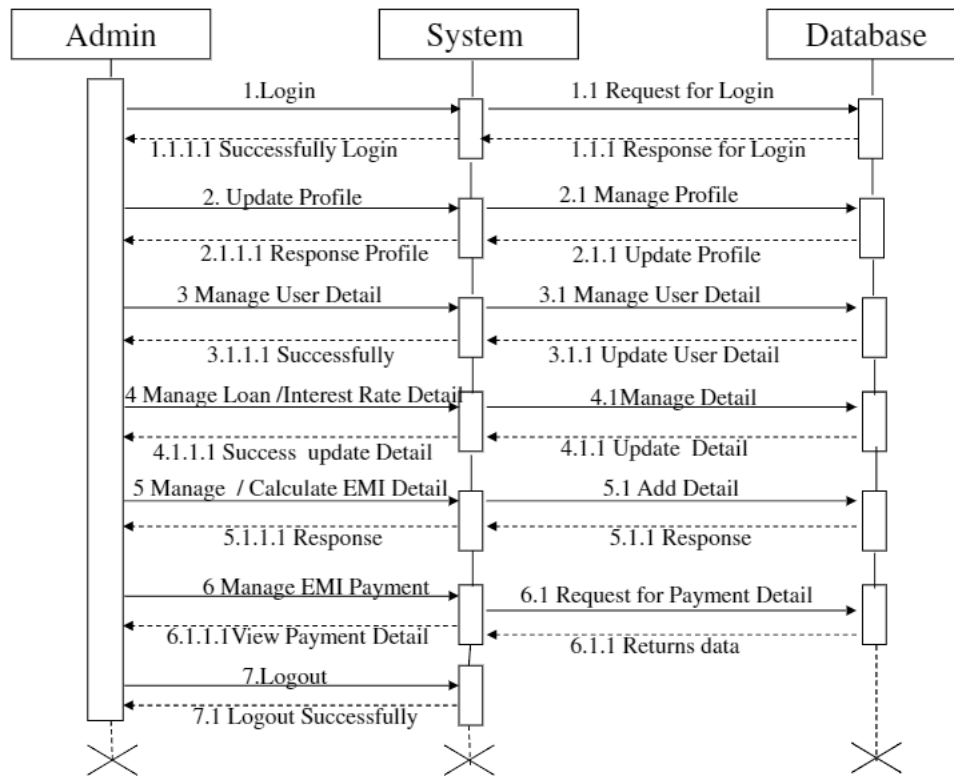 Admin
System
Database
1.Login
1.1 Request for Login
1.1.1.1 Successfully Login
1.1.1 Response for Login
2. Update Profile
2.1 Manage Profile
2.1.1.1 Response Profile
2.1.1 Update Profile
3 Manage User Detail
3.1 Manage User Detail
3.1.1.1 Successfully
3.1.1 Update User Detail
4 Manage Loan /Interest Rate Detail
4.1Manage Detail
4.1.1.1 Success update Detail
4.1.1 Update Detail
5 Manage / Calculate EMI Detail
5.1 Add Detail
5.1.1.1 Response
5.1.1 Response
6 Manage EMI Payment
6.1 Request for Payment Detail
6.1.1.1View Payment Detail
6.1.1 Returns data
7.Logout
7.1 Logout Successfully